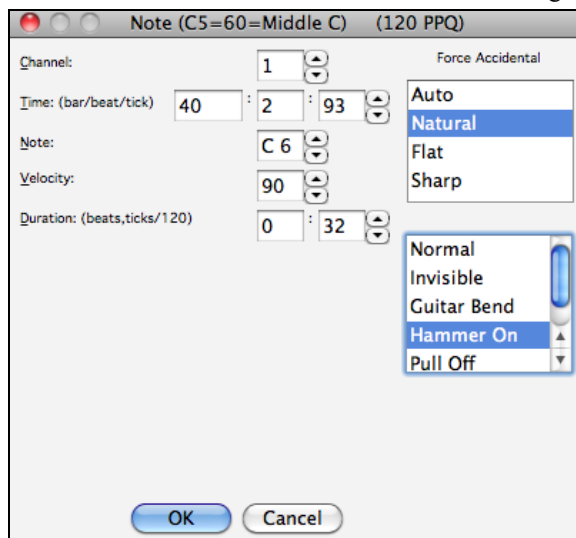 Note (C5=60=Middle C) (120 PPQ)
Channel: 1
Time: (bar/beat/tick) 40 : 2 : 93
Note: C 6
Velocity: 90
Duration: (beats,ticks/120) 0 : 32
Force Accidental
Auto
Natural
Flat
Sharp
Normal
Invisible
Guitar Bend
Hammer On
Pull Off
OK Cancel